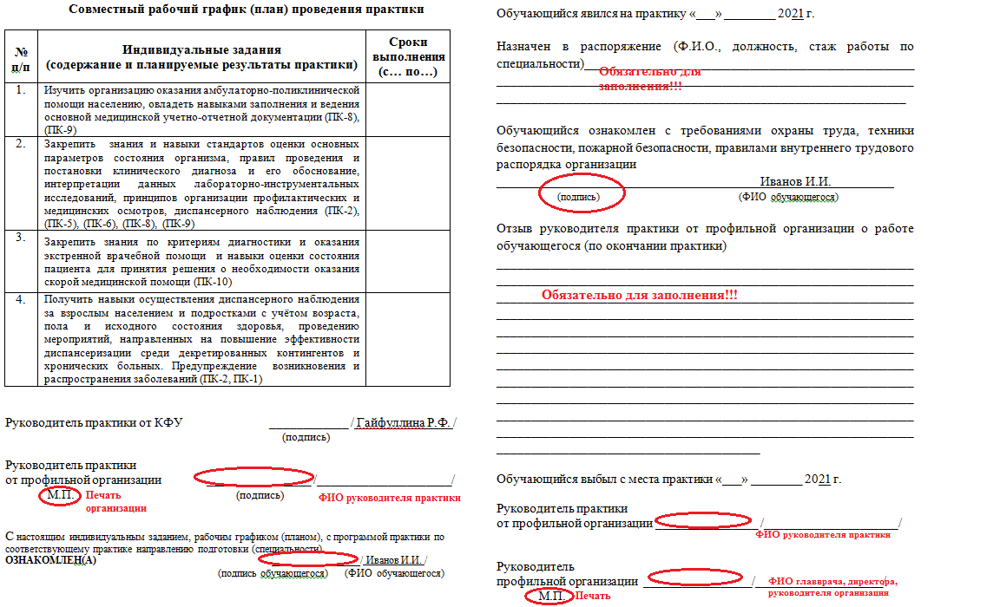 Совместный рабочий график (план) проведения практики
№
п/п
Индивидуальные задания
(содержание и планируемые результаты практики)
Сроки
выполнения
(с… по…)
1.
Изучить организацию оказания амбулаторно-поликлинической
помощи населению, овладеть навыками заполнения и ведения
основной медицинской учетно-отчетной документации (ПК-8),
(ПК-9)
2.
Закрепить знания и навыки стандартов оценки основных
параметров состояния организма, правил проведения и
постановки клинического диагноза и его обоснование,
интерпретации данных лабораторно-инструментальных
исследований, принципов организации профилактических и
медицинских осмотров, диспансерного наблюдения (ПК-2),
(ПК-5), (ПК-6), (ПК-8), (ПК-9)
3.
Закрепить знания по критериям диагностики и оказания
экстренной врачебной помощи и навыки оценки состояния
пациента для принятия решения о необходимости оказания
скорой медицинской помощи (ПК-10)
4.
Получить навыки осуществления диспансерного наблюдения
за взрослым населением и подростками с учётом возраста,
пола и исходного состояния здоровья, проведению
мероприятий, направленных на повышение эффективности
диспансеризации среди декретированных контингентов и
хронических больных. Предупреждение возникновения и
распространения заболеваний (ПК-2, ПК-1)
Руководитель практики от КФУ ____________ / Гайфуллина Р.Ф. /
(подпись)
Руководитель практики
от профильной организации ________________ /____________________/
М.П. Печать
организации
(подпись)
ФИО руководителя практики
С настоящим индивидуальным заданием, рабочим графиком (планом), с программой практики по
соответствующему практике направлению подготовки (специальности)
ОЗНАКОМЛЕН(А) ________________ / Иванов И.И. /
(подпись обучающегося) (ФИО обучающегося)
Обучающийся явился на практику «___» ________ 2021 г.
Назначен в распоряжение (Ф.И.О., должность, стаж работы по
специальности)
Обязательно для
заполнения!!!
Обучающийся ознакомлен с требованиями охраны труда, техники
безопасности, пожарной безопасности, правилами внутреннего трудового
распорядка организации
Иванов И.И.
(подпись) (ФИО обучающегося)
Отзыв руководителя практики от профильной организации о работе
обучающегося (по окончании практики)
Обязательно для заполнения!!!
Обучающийся выбыл с места практики «___» ________ 2021 г.
Руководитель практики
от профильной организации ________________ /____________________/
ФИО руководителя практики
Руководитель
профильной организации ________________ /____________________/
ФИО главврача, директора,
руководителя организации
М.П. Печать